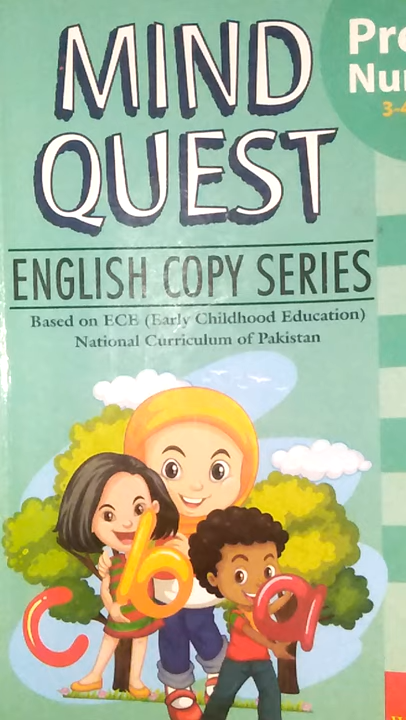 MIND
QUEST
ENGLISH COPY SERIES
Based on ECE (Early Childhood Education)
National Curriculum of Pakistan
c b a